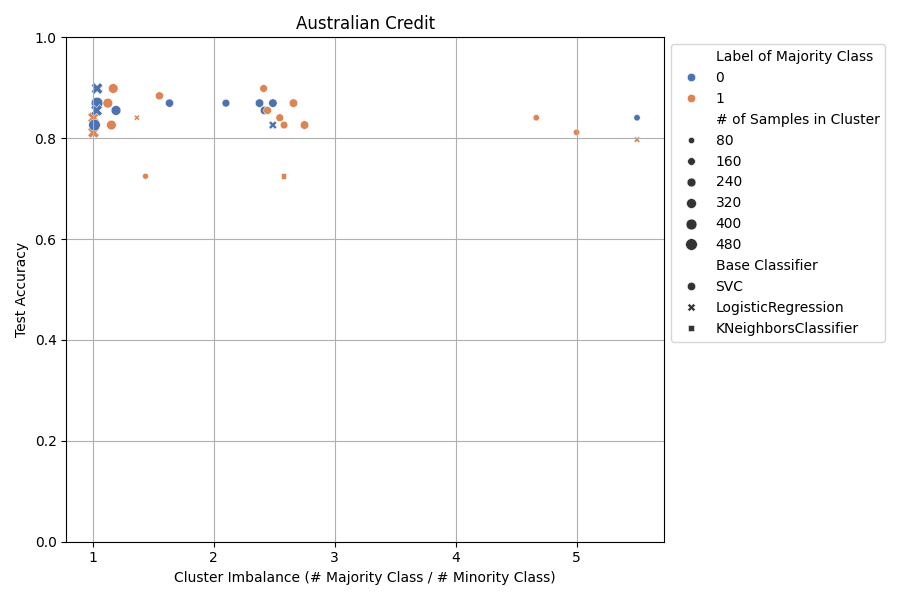 Australian Credit
Test Accuracy
1.0
0.8
0.6
0.4
0.2
0.0
1
2
3
4
5
Cluster Imbalance (# Majority Class / # Minority Class)
Label of Majority Class
0
1
# of Samples in Cluster
80
160
240
320
400
480
Base Classifier
SVC
LogisticRegression
KNeighborsClassifier